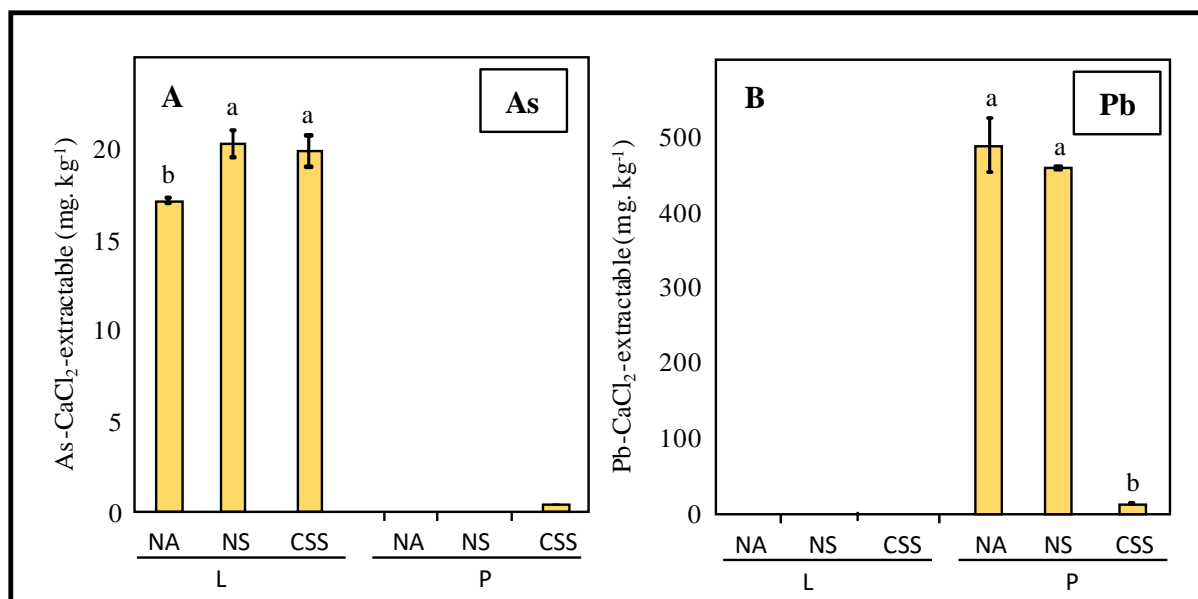 A
As
As-CaCl₂-extractable (mg. kg⁻¹)
20
15
10
5
0
b
a
a
NA NS CSS NA NS CSS
L P
B
Pb
Pb-CaCl₂-extractable (mg. kg⁻¹)
500
400
300
200
100
0
a
a
b
NA NS CSS NA NS CSS
L P